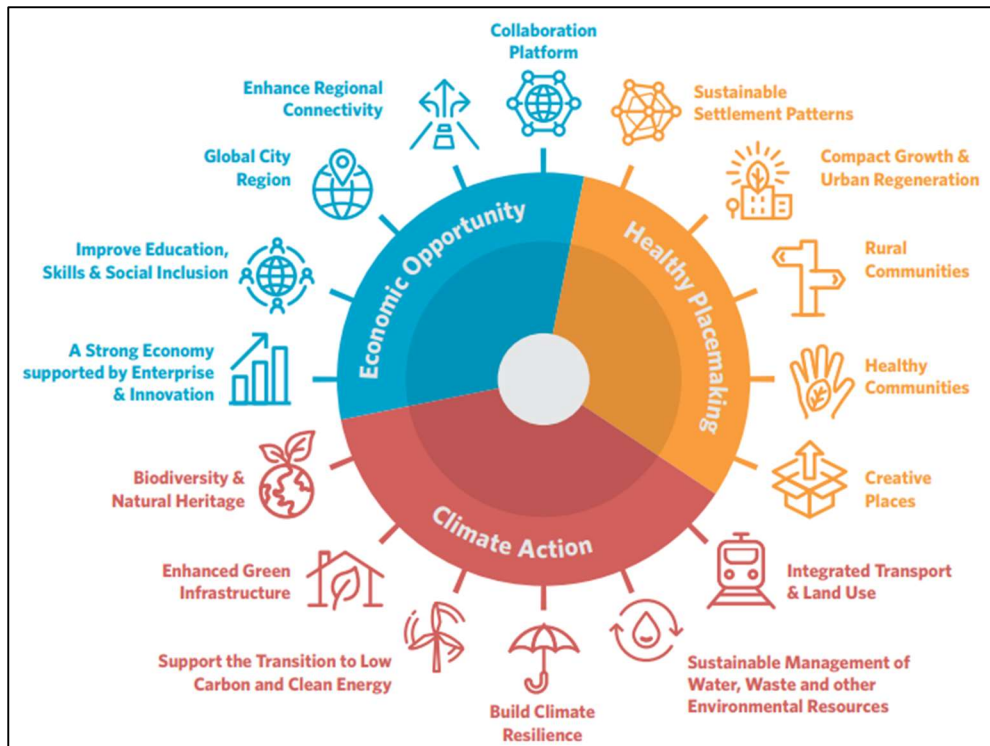 Collaboration
Platform
Sustainable
Settlement Patterns
Compact Growth &
Urban Regeneration
Rural
Communities
Healthy
Communities
Creative
Places
Integrated Transport
& Land Use
Sustainable Management of
Water, Waste and other
Environmental Resources
Build Climate
Resilience
Support the Transition to Low
Carbon and Clean Energy
Enhanced Green
Infrastructure
Biodiversity &
Natural Heritage
A Strong Economy
supported by Enterprise
& Innovation
Improve Education,
Skills & Social Inclusion
Global City
Region
Enhance Regional
Connectivity
Economic Opportunity
Healthy Placemaking
Climate Action